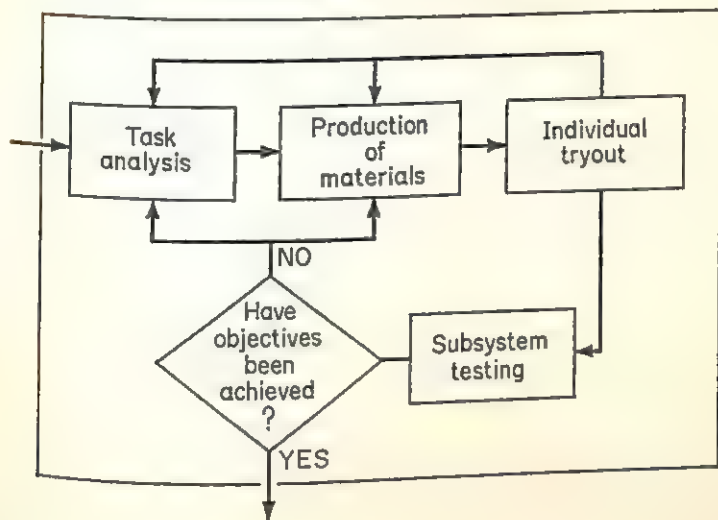 Task
analysis
Production
of
materials
Individual
tryout
NO
Have
objectives
been
achieved
?
Subsystem
testing
YES